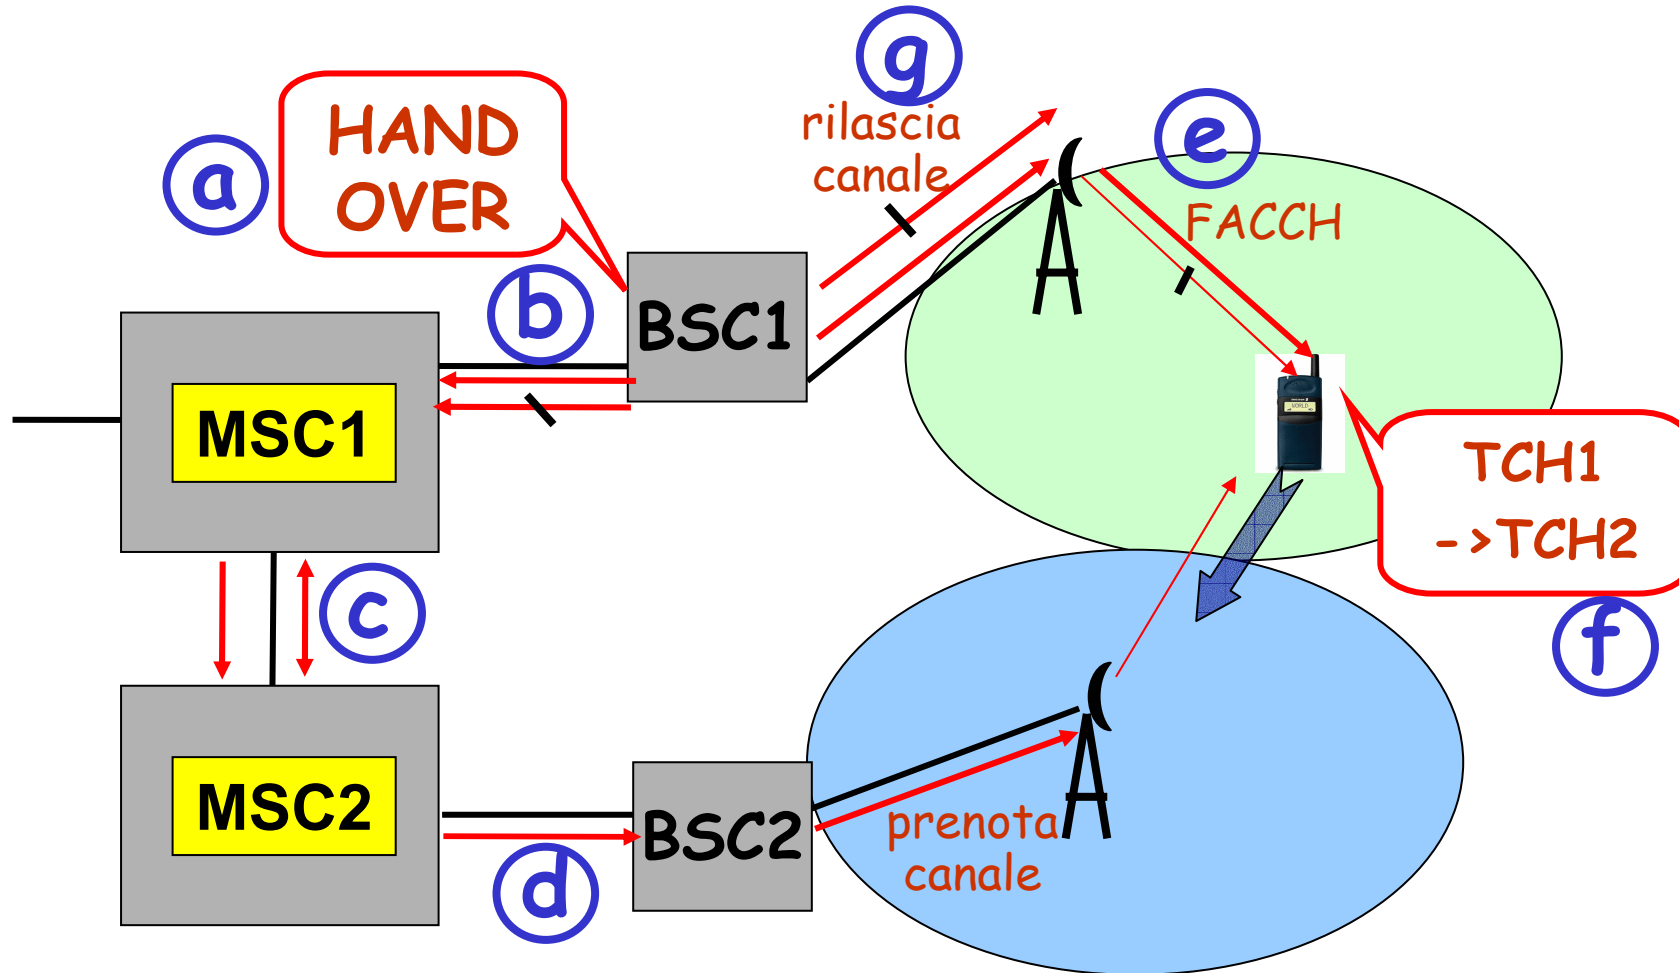 g
HAND
OVER
a
rilascia
canale
e
FACCH
b
BSC1
MSC1
TCH1
->TCH2
c
f
MSC2
BSC2
prenota
canale
d